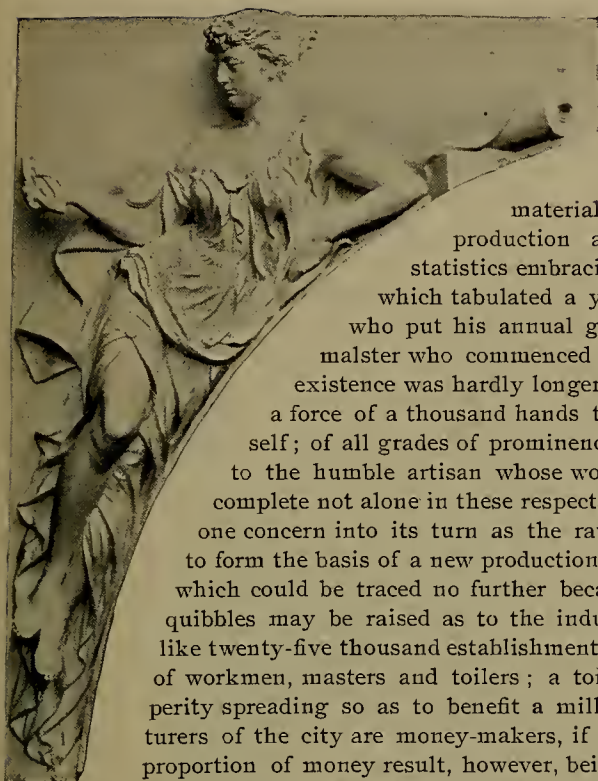 material
production a
statistics embraci
which tabulated a y
who put his annual g
malster who commenced
existence was hardly longer
a force of a thousand hands t
self; of all grades of prominenc
to the humble artisan whose wo
complete not alone in these respect
one concern into its turn as the ra
to form the basis of a new production
which could be traced no further beca
quibbles may be raised as to the indu
like twenty-five thousand establishment
of workmen, masters and toilers; a toi
perity spreading so as to benefit a mill
turers of the city are money-makers, if
proportion of money result, however, bei